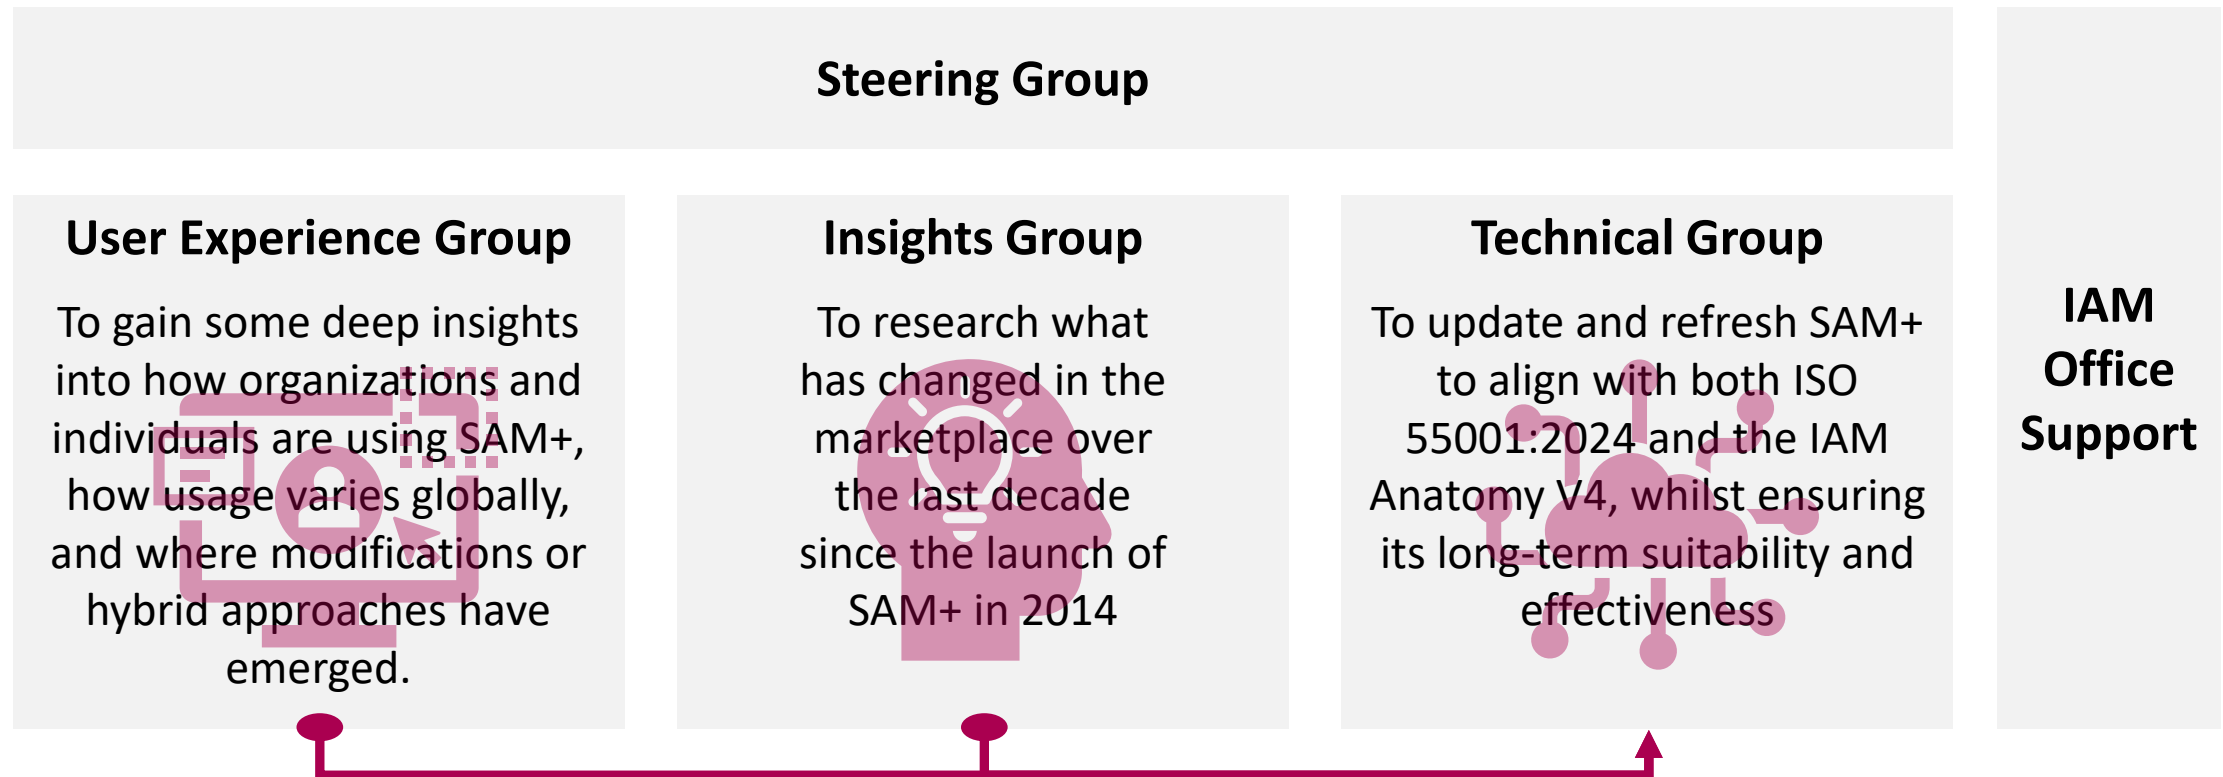 Steering Group
User Experience Group
To gain some deep insights
into how organizations and
individuals are using SAM+,
how usage varies globally,
and where modifications or
hybrid approaches have
emerged.
Insights Group
To research what
has changed in the
marketplace over
the last decade
since the launch of
SAM+ in 2014
Technical Group
To update and refresh SAM+
to align with both ISO
55001:2024 and the IAM
Anatomy V4, whilst ensuring
its long-term suitability and
effectiveness
IAM
Office
Support